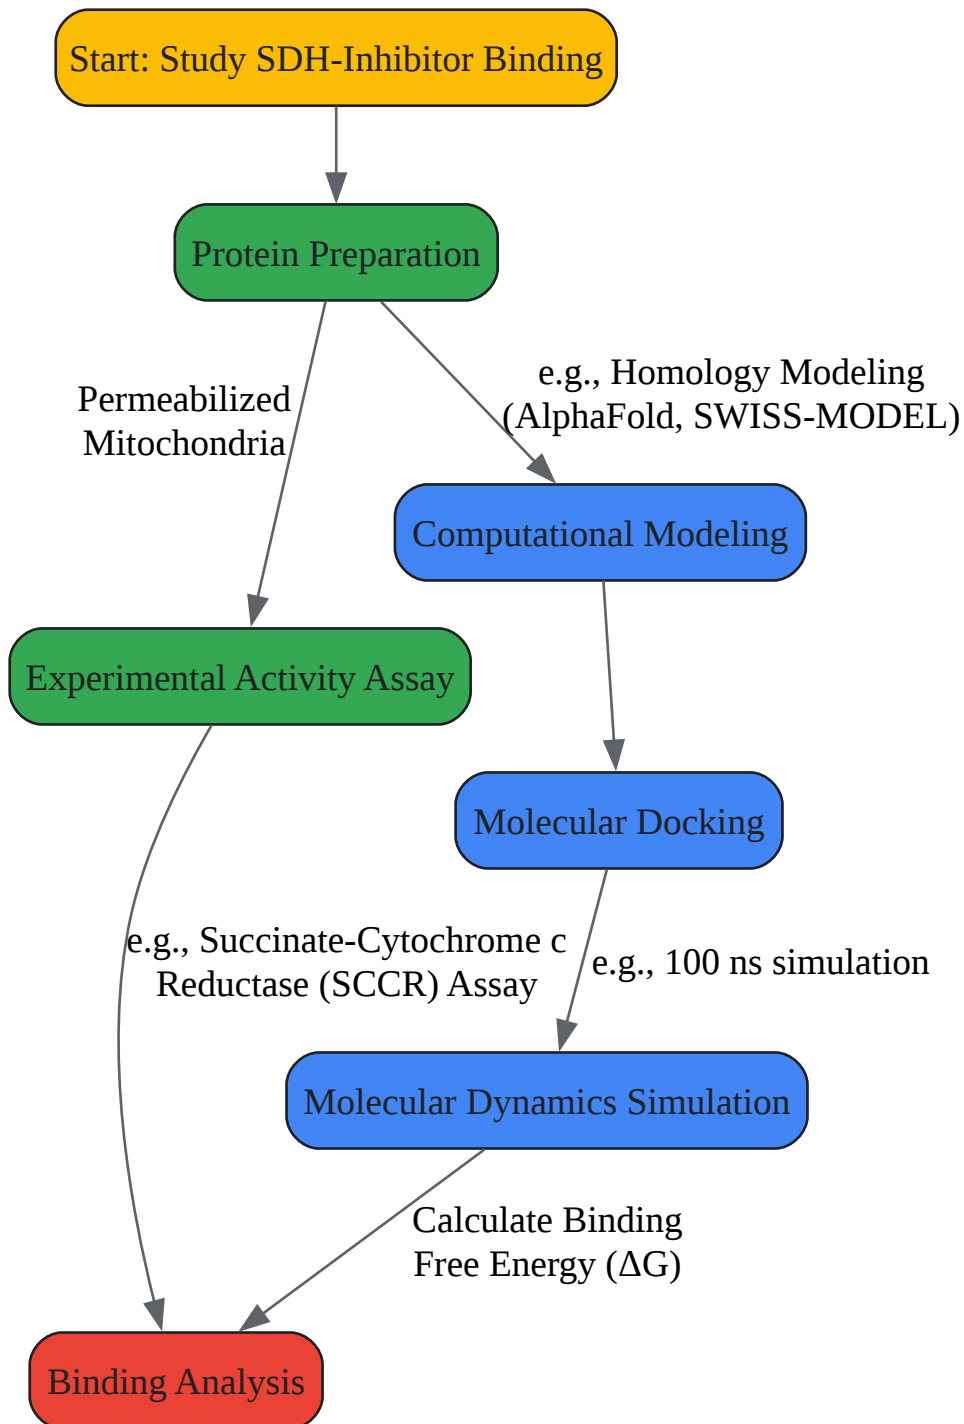 Start: Study SDH-Inhibitor Binding
Protein Preparation
Permeabilized
Mitochondria
e.g., Homology Modeling
(AlphaFold, SWISS-MODEL)
Computational Modeling
Experimental Activity Assay
Molecular Docking
e.g., Succinate-Cytochrome c
Reductase (SCCR) Assay
e.g., 100 ns simulation
Molecular Dynamics Simulation
Calculate Binding
Free Energy (ΔG)
Binding Analysis